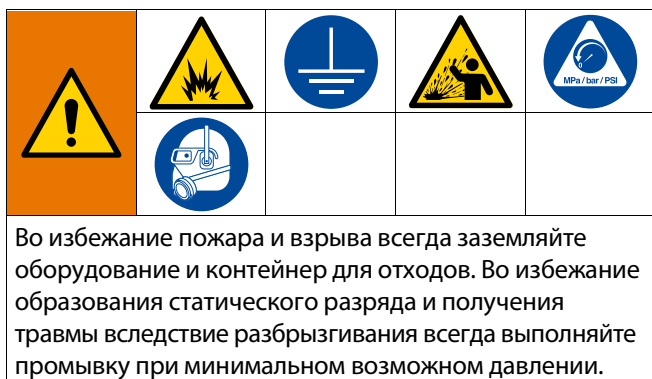 MPa/bar/PSI
Во избежание пожара и взрыва всегда заземляйте
оборудование и контейнер для отходов. Во избежание
образования статического разряда и получения
травмы вследствие разбрызгивания всегда выполняйте
промывку при минимальном возможном давлении.